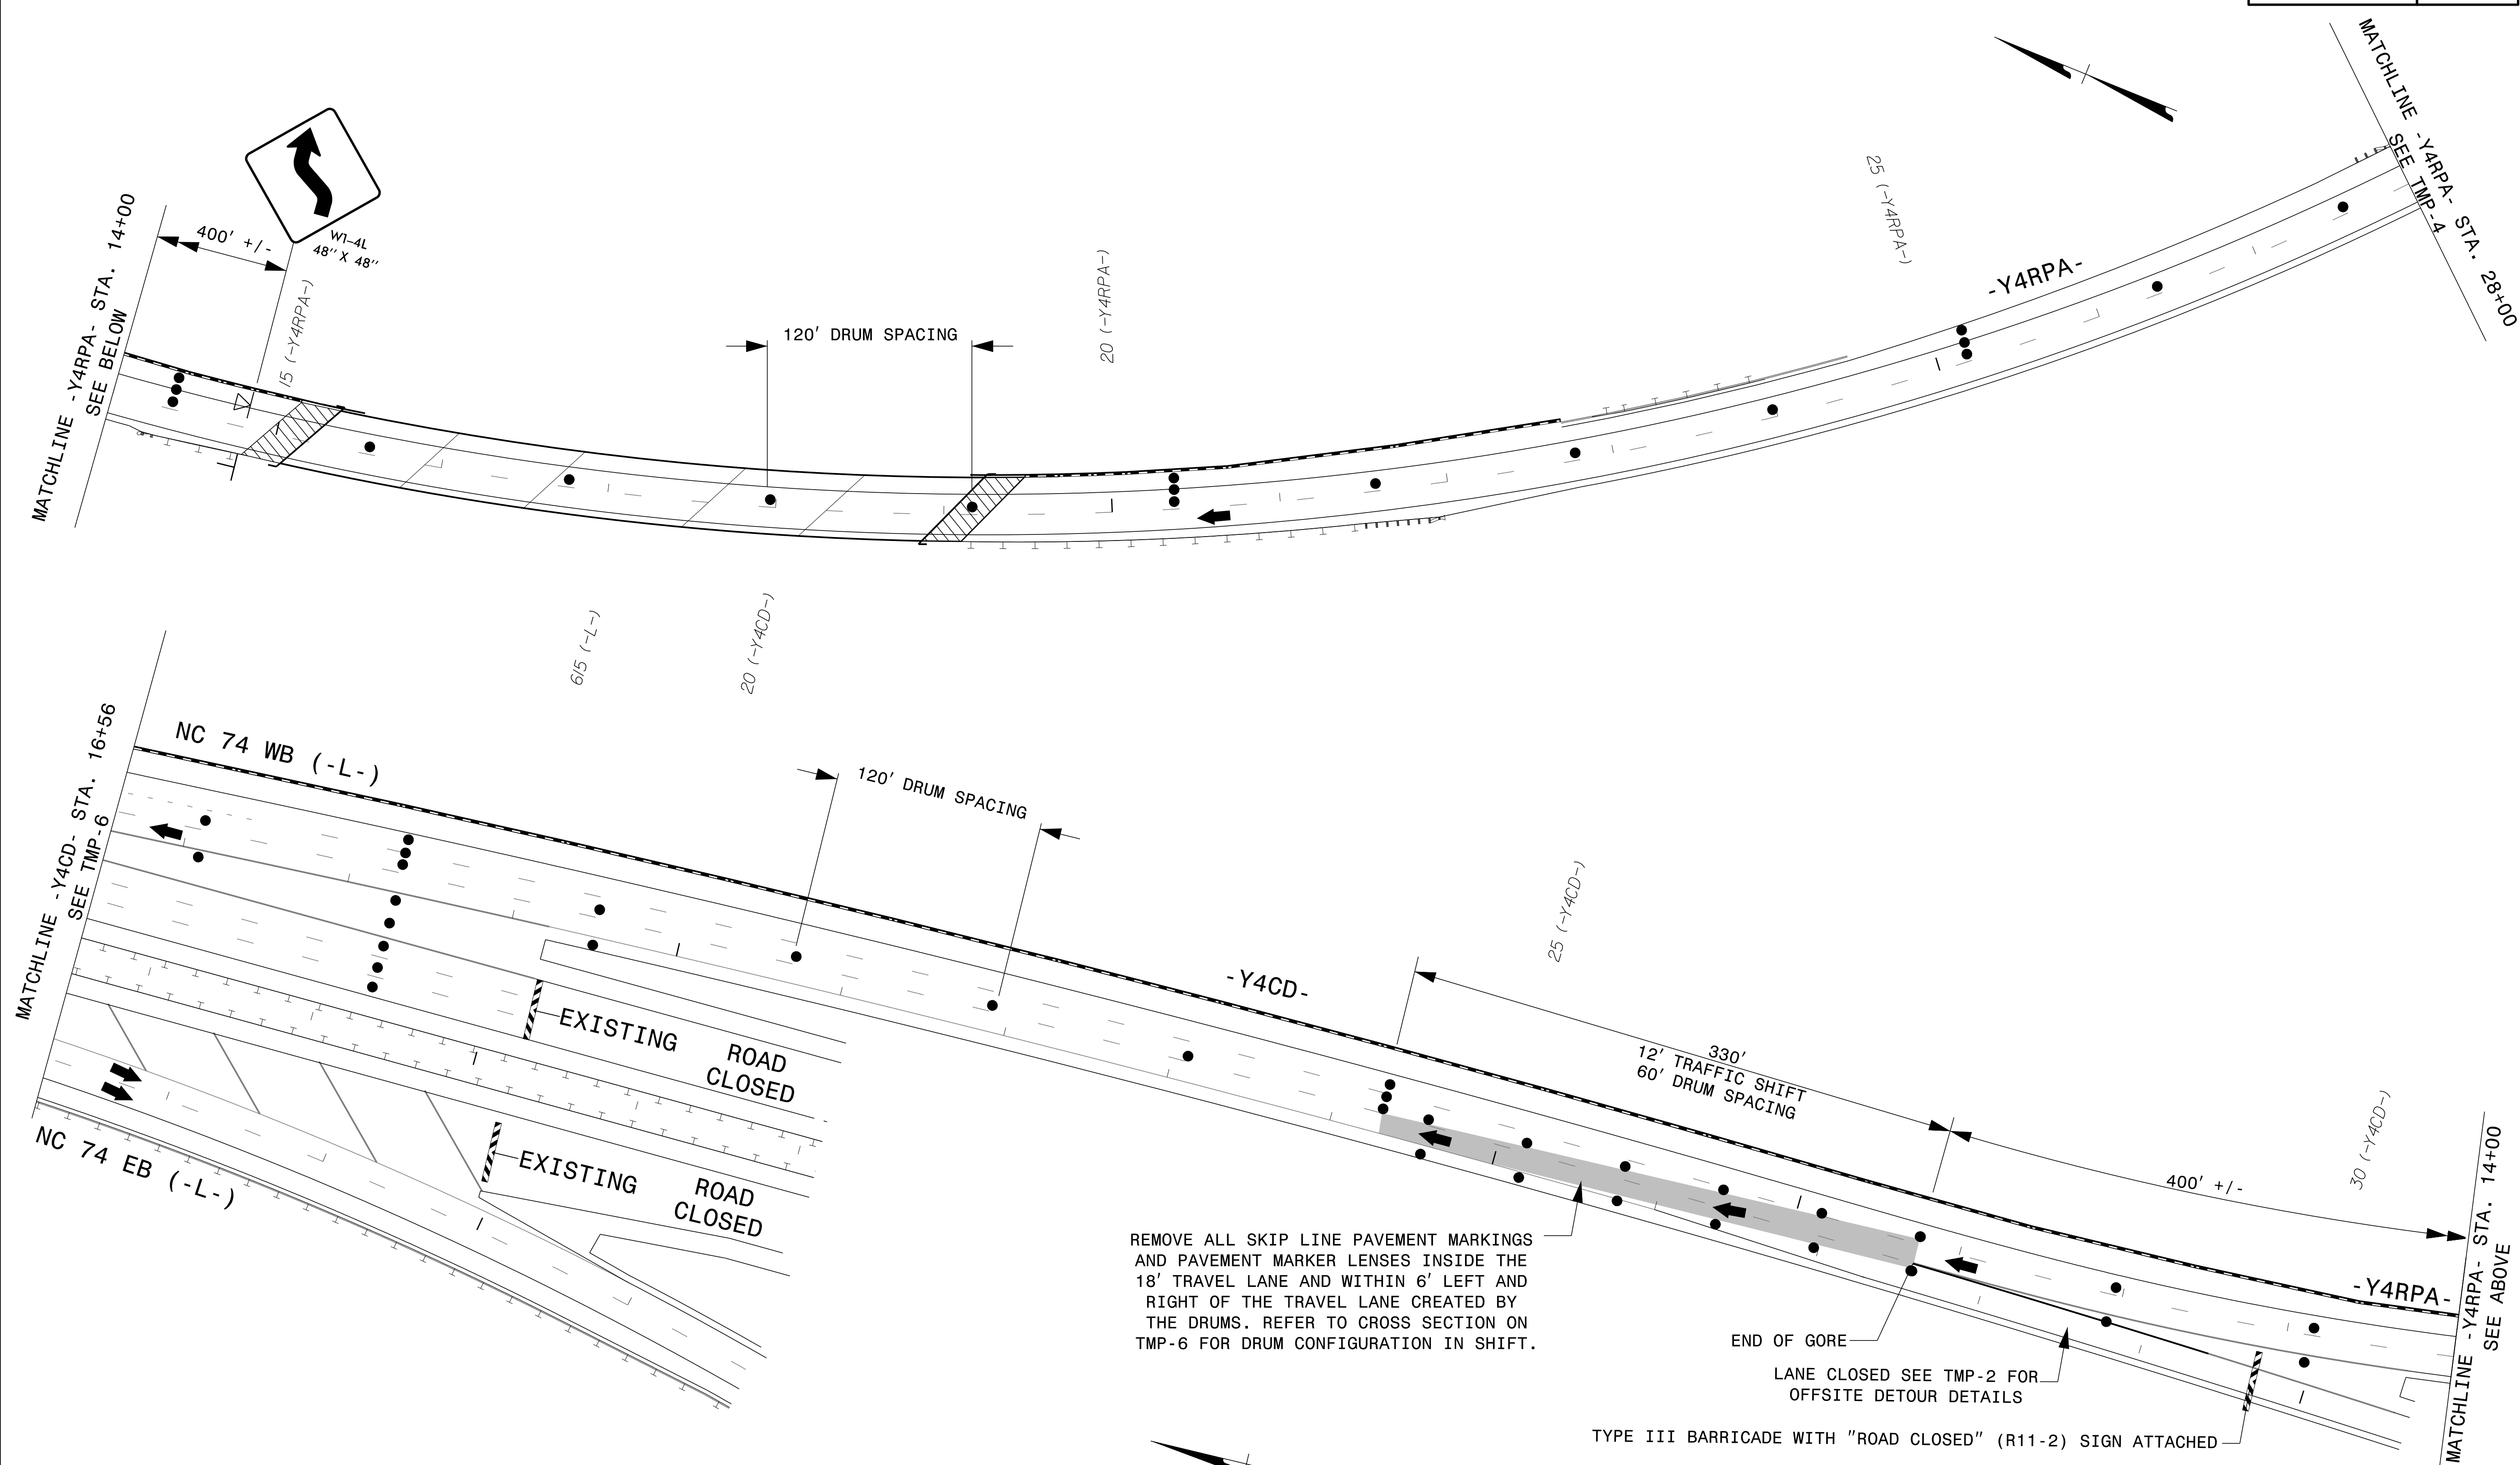 MATCHLINE -Y4RPA- STA. 14+00
SEE BELOW
400' +/-
W1-4L
48" X 48"
15 (-Y4RPA-)
120' DRUM SPACING
20 (-Y4RPA-)
25 (-Y4RPA-)
-Y4RPA-
MATCHLINE -Y4RPA- STA. 28+00
SEE TMP-4
MATCHLINE -Y4CD- STA. 16+56
SEE TMP-6
NC 74 WB (-L-)
615 (-L-)
20 (-Y4CD-)
120' DRUM SPACING
-Y4CD-
25 (-Y4CD-)
330'
12' TRAFFIC SHIFT
60' DRUM SPACING
400' +/-
30 (-Y4CD-)
-Y4RPA-
MATCHLINE -Y4RPA- STA. 14+00
SEE ABOVE
EXISTING ROAD
CLOSED
EXISTING ROAD
CLOSED
NC 74 EB (-L-)
REMOVE ALL SKIP LINE PAVEMENT MARKINGS
AND PAVEMENT MARKER LENSES INSIDE THE
18' TRAVEL LANE AND WITHIN 6' LEFT AND
RIGHT OF THE TRAVEL LANE CREATED BY
THE DRUMS. REFER TO CROSS SECTION ON
TMP-6 FOR DRUM CONFIGURATION IN SHIFT.
END OF GORE
LANE CLOSED SEE TMP-2 FOR
OFFSITE DETOUR DETAILS
TYPE III BARRICADE WITH "ROAD CLOSED" (R11-2) SIGN ATTACHED